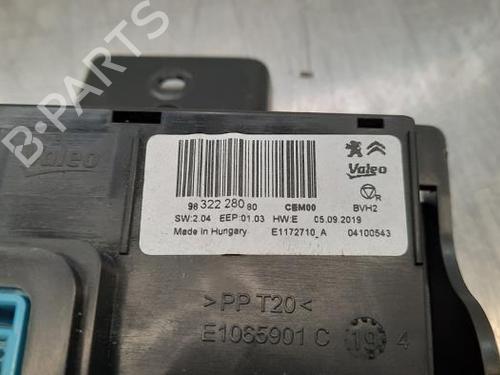 B-PARTS
Valeo
98 322 280 80 CEM00
Valeo
R
SW:2.04 EEP:01.03 HW:E 05.09.2019 BVH2
Made in Hungary E1172710_A 04100543
>PP T20<
E1065901 C 19 4